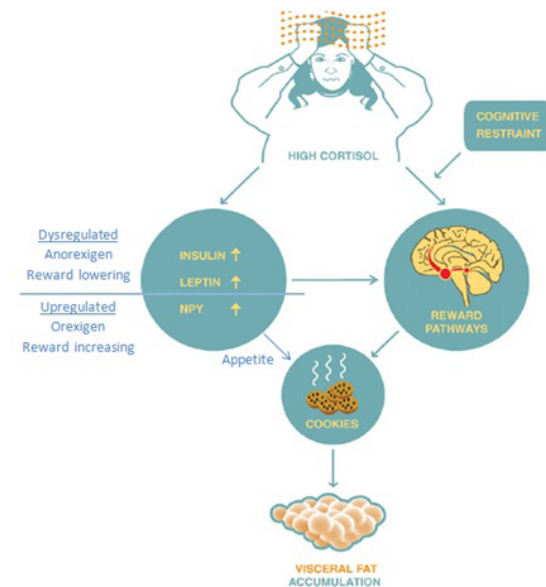 COGNITIVE
RESTRAINT
HIGH CORTISOL
Dysregulated
Anorexigen
Reward lowering
INSULIN ↑
LEPTIN ↑
Upregulated
Orexigen
Reward increasing
NPY ↑
REWARD
PATHWAYS
Appetite
COOKIES
VISCERAL FAT
ACCUMULATION